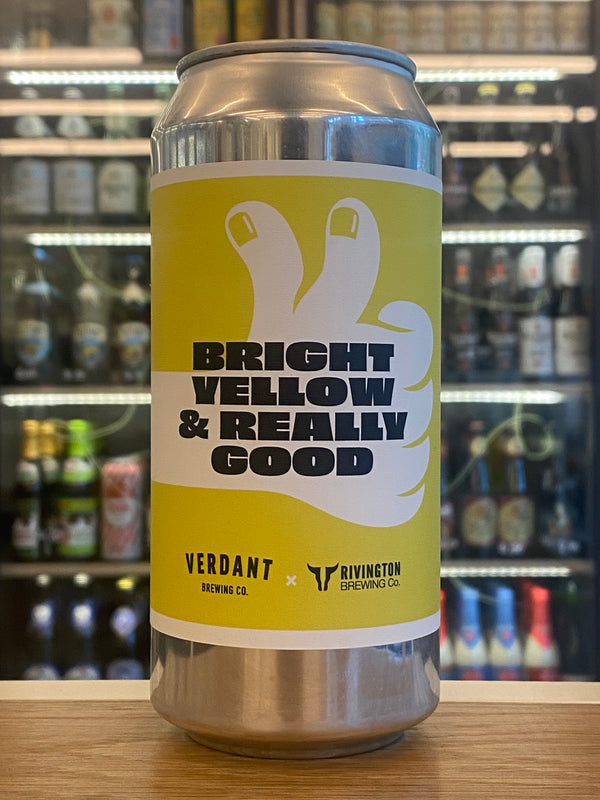 BRIGHT
YELLOW
& REALLY
GOOD
VERDANT
BREWING CO.
×
RIVINGTON
BREWING Co.